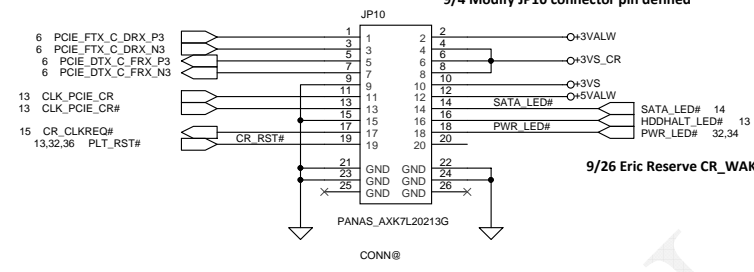 9/4 Modify JP10 connector pin defined
JP10
6 PCIE_FTX_C_DRX_P3
6 PCIE_FTX_C_DRX_N3
6 PCIE_DTX_C_FRX_P3
6 PCIE_DTX_C_FRX_N3
13 CLK_PCIE_CR
13 CLK_PCIE_CR#
15 CR_CLKREQ#
13,32,36 PLT_RST#
CR_RST#
1 1 2 2
3 3 4 4
5 5 6 6
7 7 8 8
9 9 10 10
11 11 12 12
13 13 14 14
15 15 16 16
17 17 18 18
19 19 20 20
21 GND GND 22
23 GND GND 24
25 GND GND 26
+3VALW
+3VS_CR
+3VS
+5VALW
SATA_LED# SATA_LED# 14
HDDHALT_LED# 13
PWR_LED# PWR_LED# 32,34
9/26 Eric Reserve CR_WAK
PANAS_AXK7L20213G
CONN@